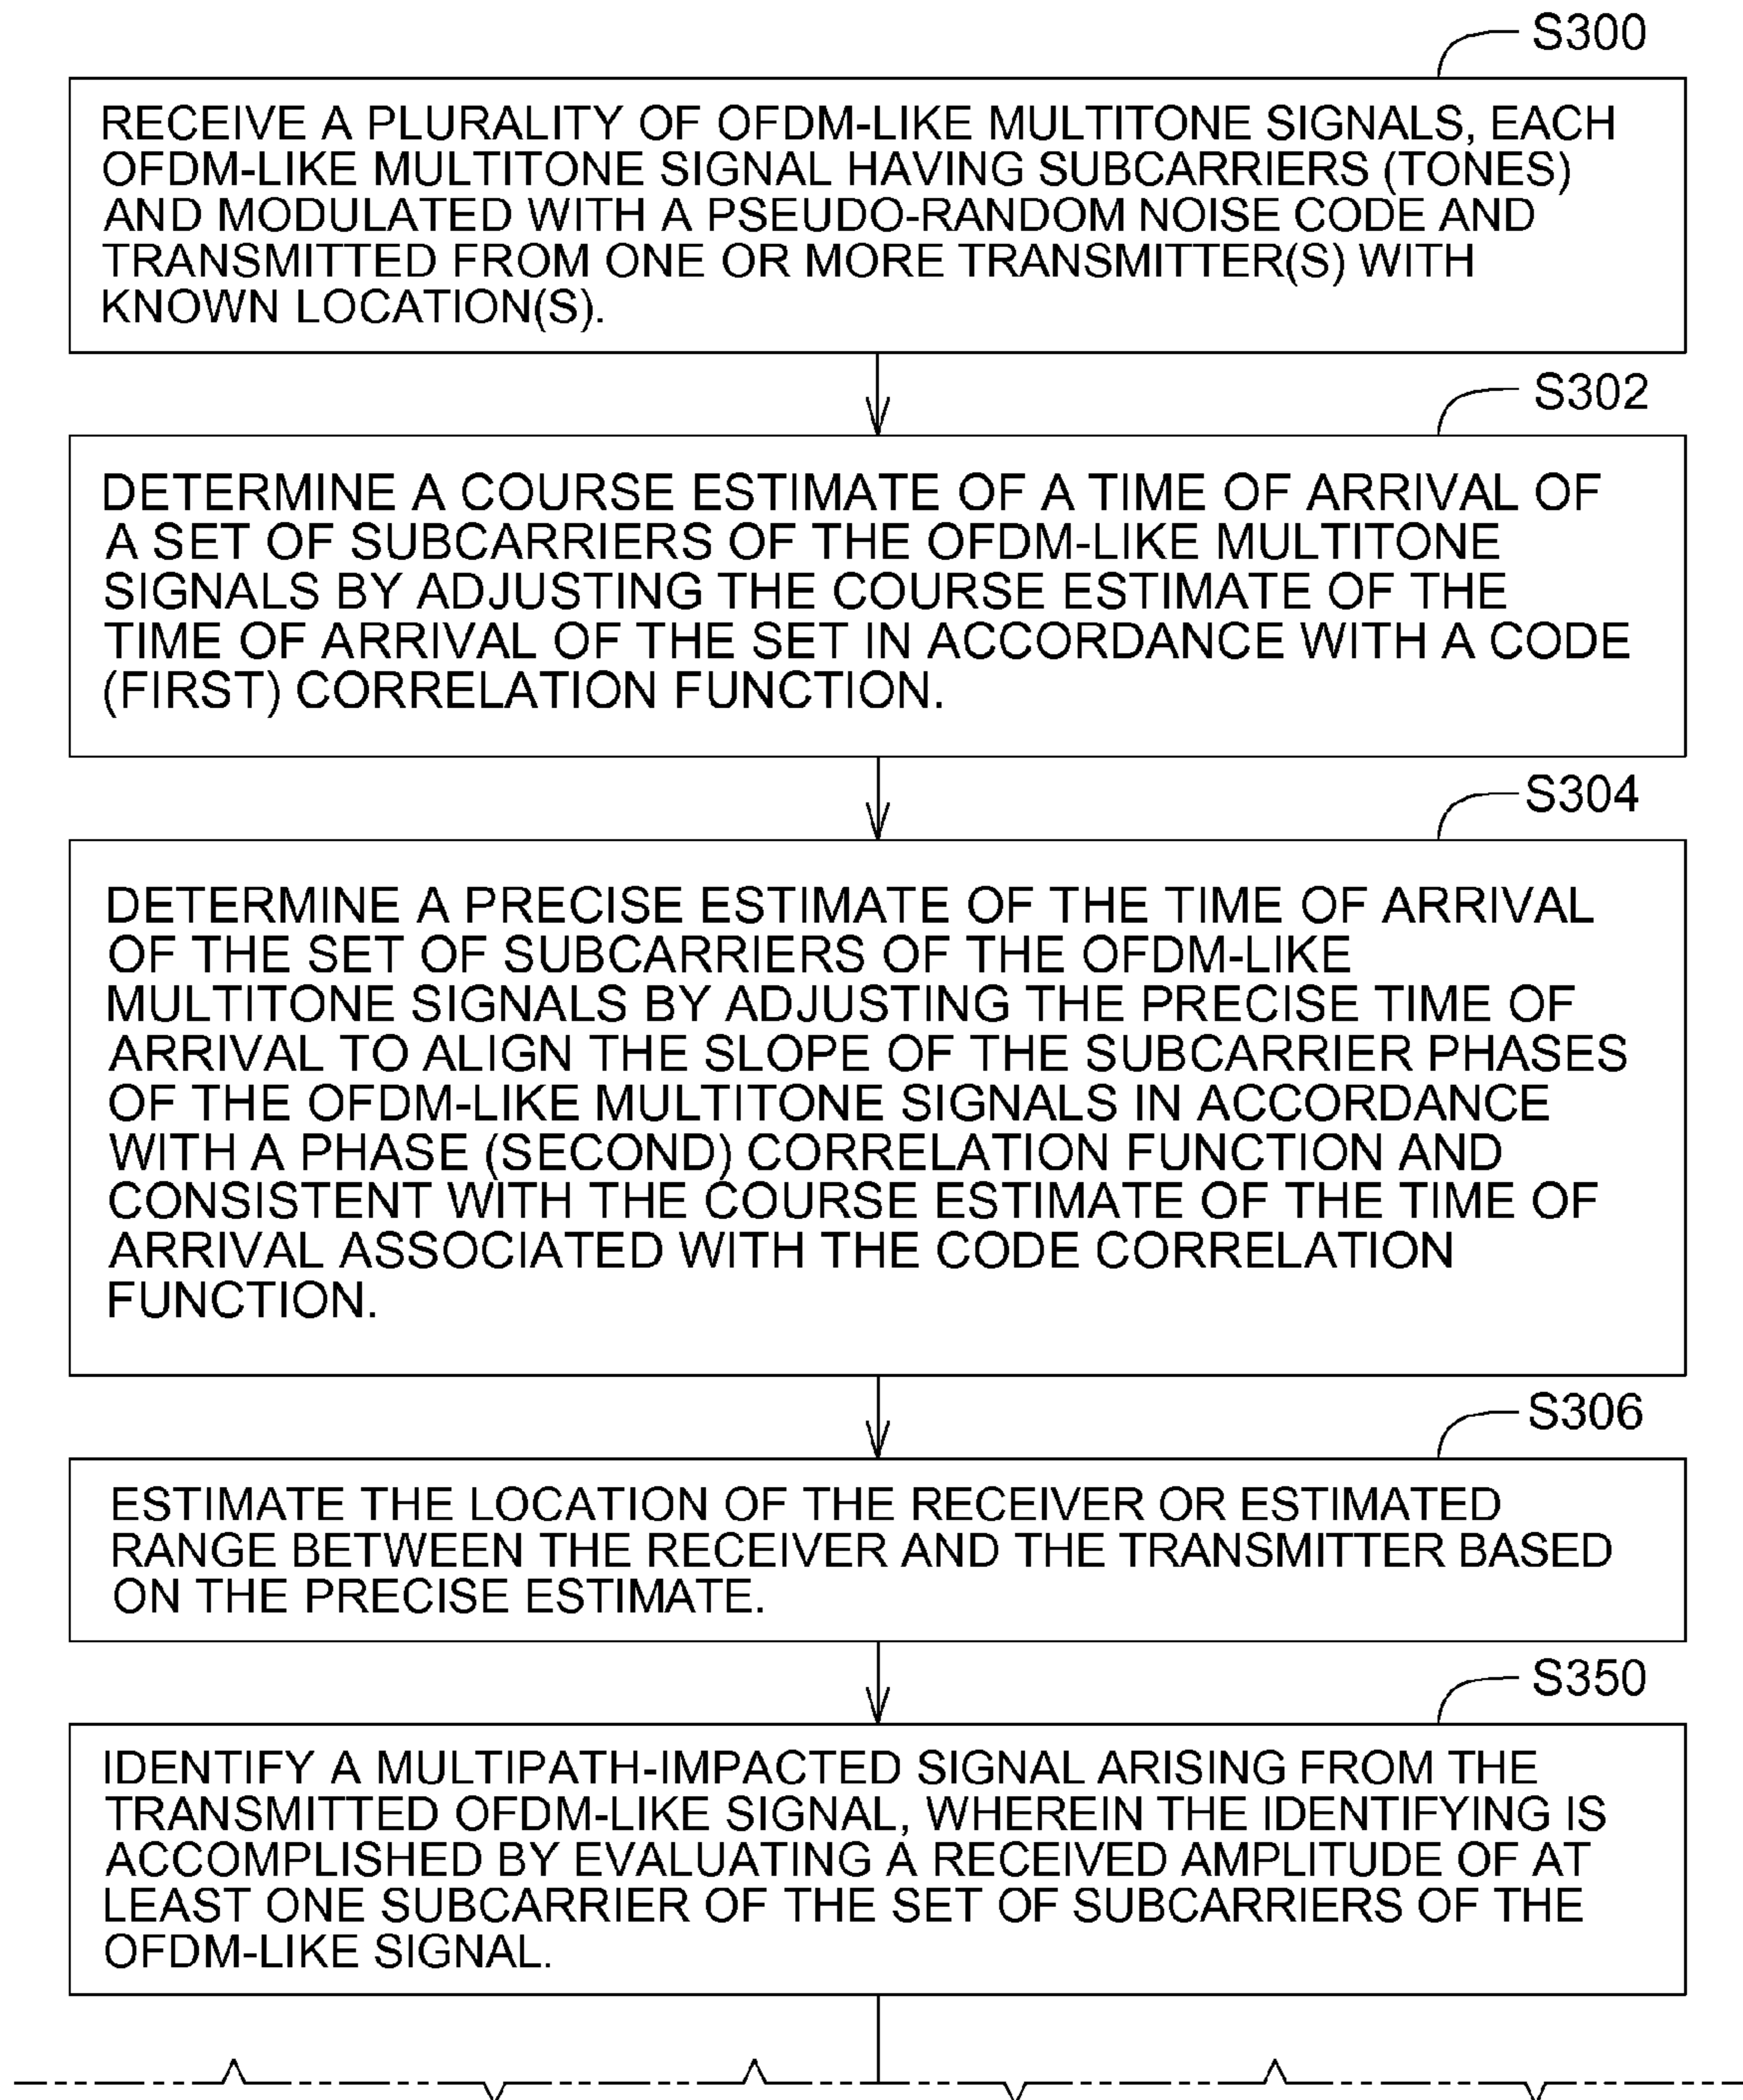 S300
RECEIVE A PLURALITY OF OFDM-LIKE MULTITONE SIGNALS, EACH
OFDM-LIKE MULTITONE SIGNAL HAVING SUBCARRIERS (TONES)
AND MODULATED WITH A PSEUDO-RANDOM NOISE CODE AND
TRANSMITTED FROM ONE OR MORE TRANSMITTER(S) WITH
KNOWN LOCATION(S).
S302
DETERMINE A COURSE ESTIMATE OF A TIME OF ARRIVAL OF
A SET OF SUBCARRIERS OF THE OFDM-LIKE MULTITONE
SIGNALS BY ADJUSTING THE COURSE ESTIMATE OF THE
TIME OF ARRIVAL OF THE SET IN ACCORDANCE WITH A CODE
(FIRST) CORRELATION FUNCTION.
S304
DETERMINE A PRECISE ESTIMATE OF THE TIME OF ARRIVAL
OF THE SET OF SUBCARRIERS OF THE OFDM-LIKE
MULTITONE SIGNALS BY ADJUSTING THE PRECISE TIME OF
ARRIVAL TO ALIGN THE SLOPE OF THE SUBCARRIER PHASES
OF THE OFDM-LIKE MULTITONE SIGNALS IN ACCORDANCE
WITH A PHASE (SECOND) CORRELATION FUNCTION AND
CONSISTENT WITH THE COURSE ESTIMATE OF THE TIME OF
ARRIVAL ASSOCIATED WITH THE CODE CORRELATION
FUNCTION.
S306
ESTIMATE THE LOCATION OF THE RECEIVER OR ESTIMATED
RANGE BETWEEN THE RECEIVER AND THE TRANSMITTER BASED
ON THE PRECISE ESTIMATE.
S350
IDENTIFY A MULTIPATH-IMPACTED SIGNAL ARISING FROM THE
TRANSMITTED OFDM-LIKE SIGNAL, WHEREIN THE IDENTIFYING IS
ACCOMPLISHED BY EVALUATING A RECEIVED AMPLITUDE OF AT
LEAST ONE SUBCARRIER OF THE SET OF SUBCARRIERS OF THE
OFDM-LIKE SIGNAL.